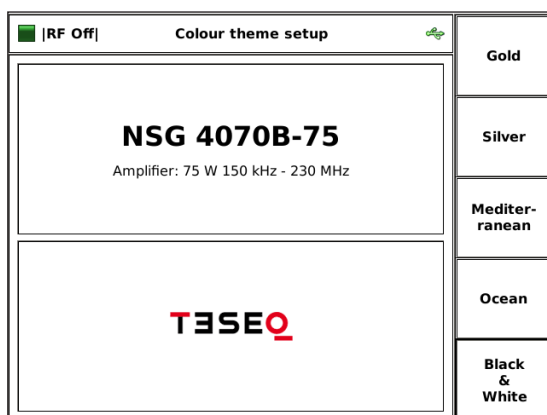 |RF Off|
Colour theme setup
NSG 4070B-75
Amplifier: 75 W 150 kHz - 230 MHz
TESEQ
Gold
Silver
Mediter-
ranean
Ocean
Black
&
White